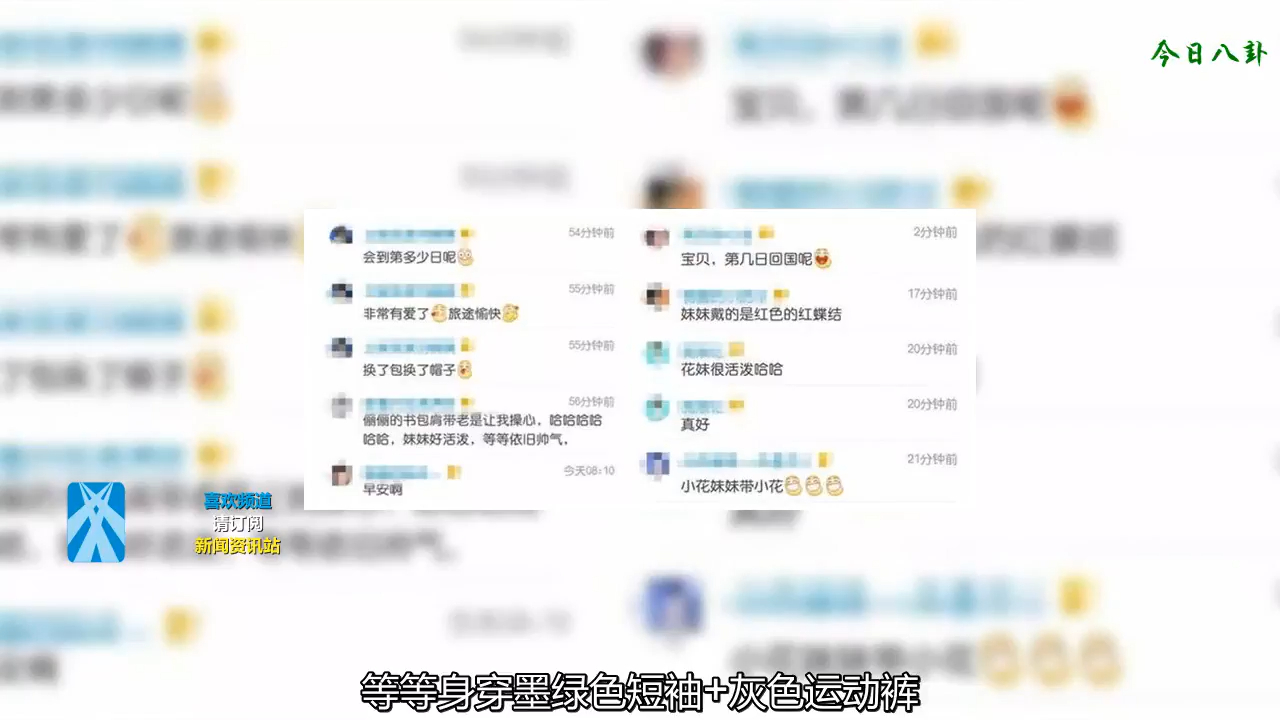 今日八卦
54分钟前
会到第多少日呢
55分钟前
非常有爱了 旅途愉快
55分钟前
换了包换了帽子
56分钟前
俪俪的书包肩带老是让我操心，哈哈哈哈
哈哈，妹妹好活泼，等等依旧帅气，
今天08:10
早安啊
2分钟前
宝贝，第几日回国呢
17分钟前
妹妹戴的是红色的红蝶结
20分钟前
花妹很活泼哈哈
20分钟前
真好
21分钟前
小花妹妹带小花
喜欢频道
请订阅
新闻资讯站
等等身穿墨绿色短袖+灰色运动裤